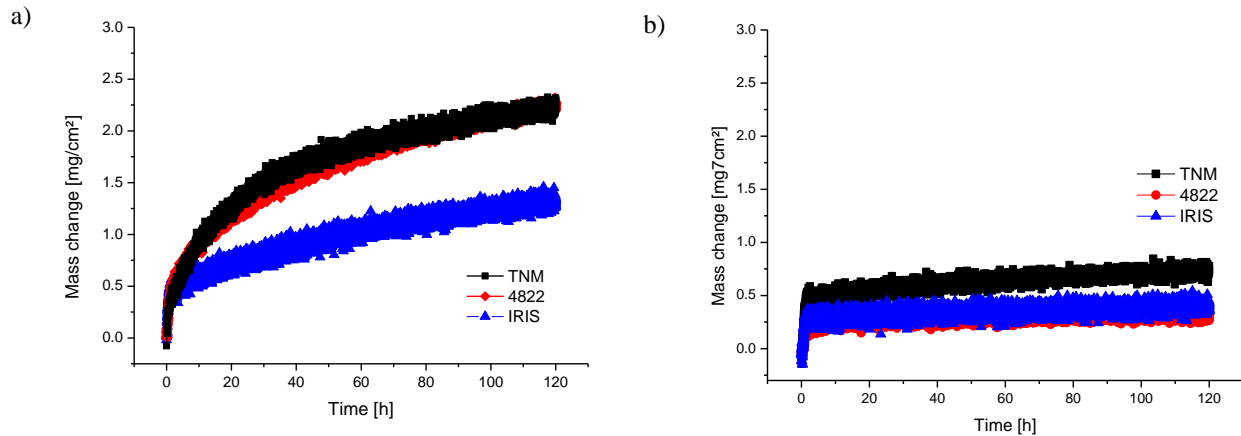 a)
Mass change [mg/cm²]
3.0
2.5
2.0
1.5
1.0
0.5
0.0
0 20 40 60 80 100 120
Time [h]
TNM
4822
IRIS
b)
Mass change [mg7cm²]
3.0
2.5
2.0
1.5
1.0
0.5
0.0
0 20 40 60 80 100 120
Time [h]
TNM
4822
IRIS